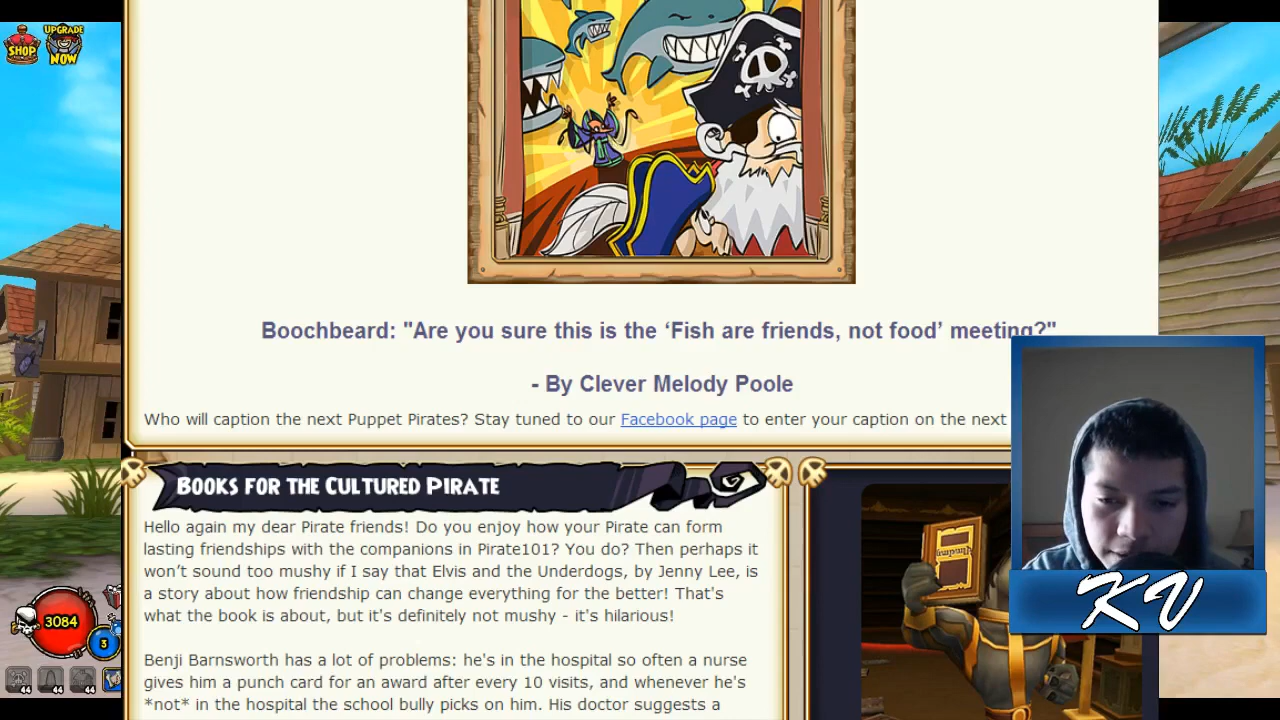 SHOP
UPGRADE
NOW
Boochbeard: "Are you sure this is the ‘Fish are friends, not food’ meeting?"
- By Clever Melody Poole
Who will caption the next Puppet Pirates? Stay tuned to our Facebook page to enter your caption on the next
BOOKS FOR THE CULTURED PIRATE
Hello again my dear Pirate friends! Do you enjoy how your Pirate can form
lasting friendships with the companions in Pirate101? You do? Then perhaps it
won’t sound too mushy if I say that Elvis and the Underdogs, by Jenny Lee, is
a story about how friendship can change everything for the better! That's
what the book is about, but it's definitely not mushy - it's hilarious!
Benji Barnsworth has a lot of problems: he's in the hospital so often a nurse
gives him a punch card for an award after every 10 visits, and whenever he's
*not* in the hospital the school bully picks on him. His doctor suggests a
KV
3084
3
44
44
44